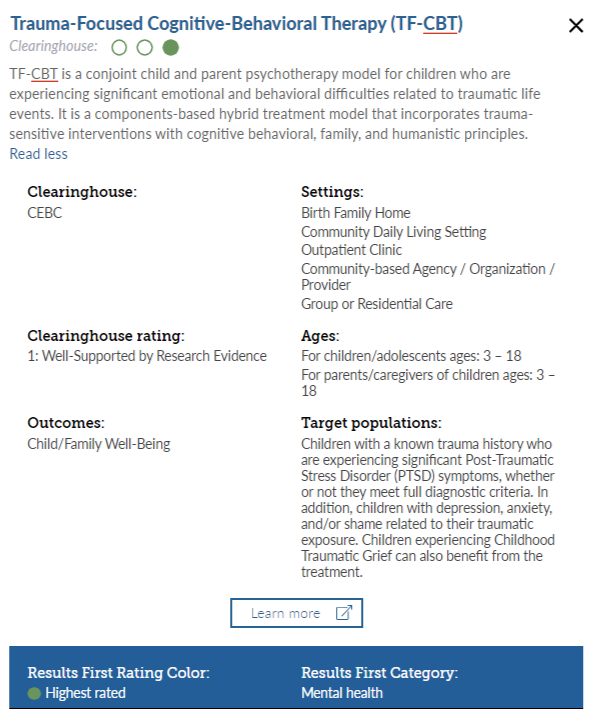 Trauma-Focused Cognitive-Behavioral Therapy (TF-CBT)
Clearinghouse:
TF-CBT is a conjoint child and parent psychotherapy model for children who are
experiencing significant emotional and behavioral difficulties related to traumatic life
events. It is a components-based hybrid treatment model that incorporates trauma-
sensitive interventions with cognitive behavioral, family, and humanistic principles.
Read less
Clearinghouse:
CEBC
Settings:
Birth Family Home
Community Daily Living Setting
Outpatient Clinic
Community-based Agency / Organization /
Provider
Group or Residential Care
Clearinghouse rating:
1: Well-Supported by Research Evidence
Ages:
For children/adolescents ages: 3 – 18
For parents/caregivers of children ages: 3 –
18
Outcomes:
Child/Family Well-Being
Target populations:
Children with a known trauma history who
are experiencing significant Post-Traumatic
Stress Disorder (PTSD) symptoms, whether
or not they meet full diagnostic criteria. In
addition, children with depression, anxiety,
and/or shame related to their traumatic
exposure. Children experiencing Childhood
Traumatic Grief can also benefit from the
treatment.
Learn more
Results First Rating Color:
Highest rated
Results First Category:
Mental health